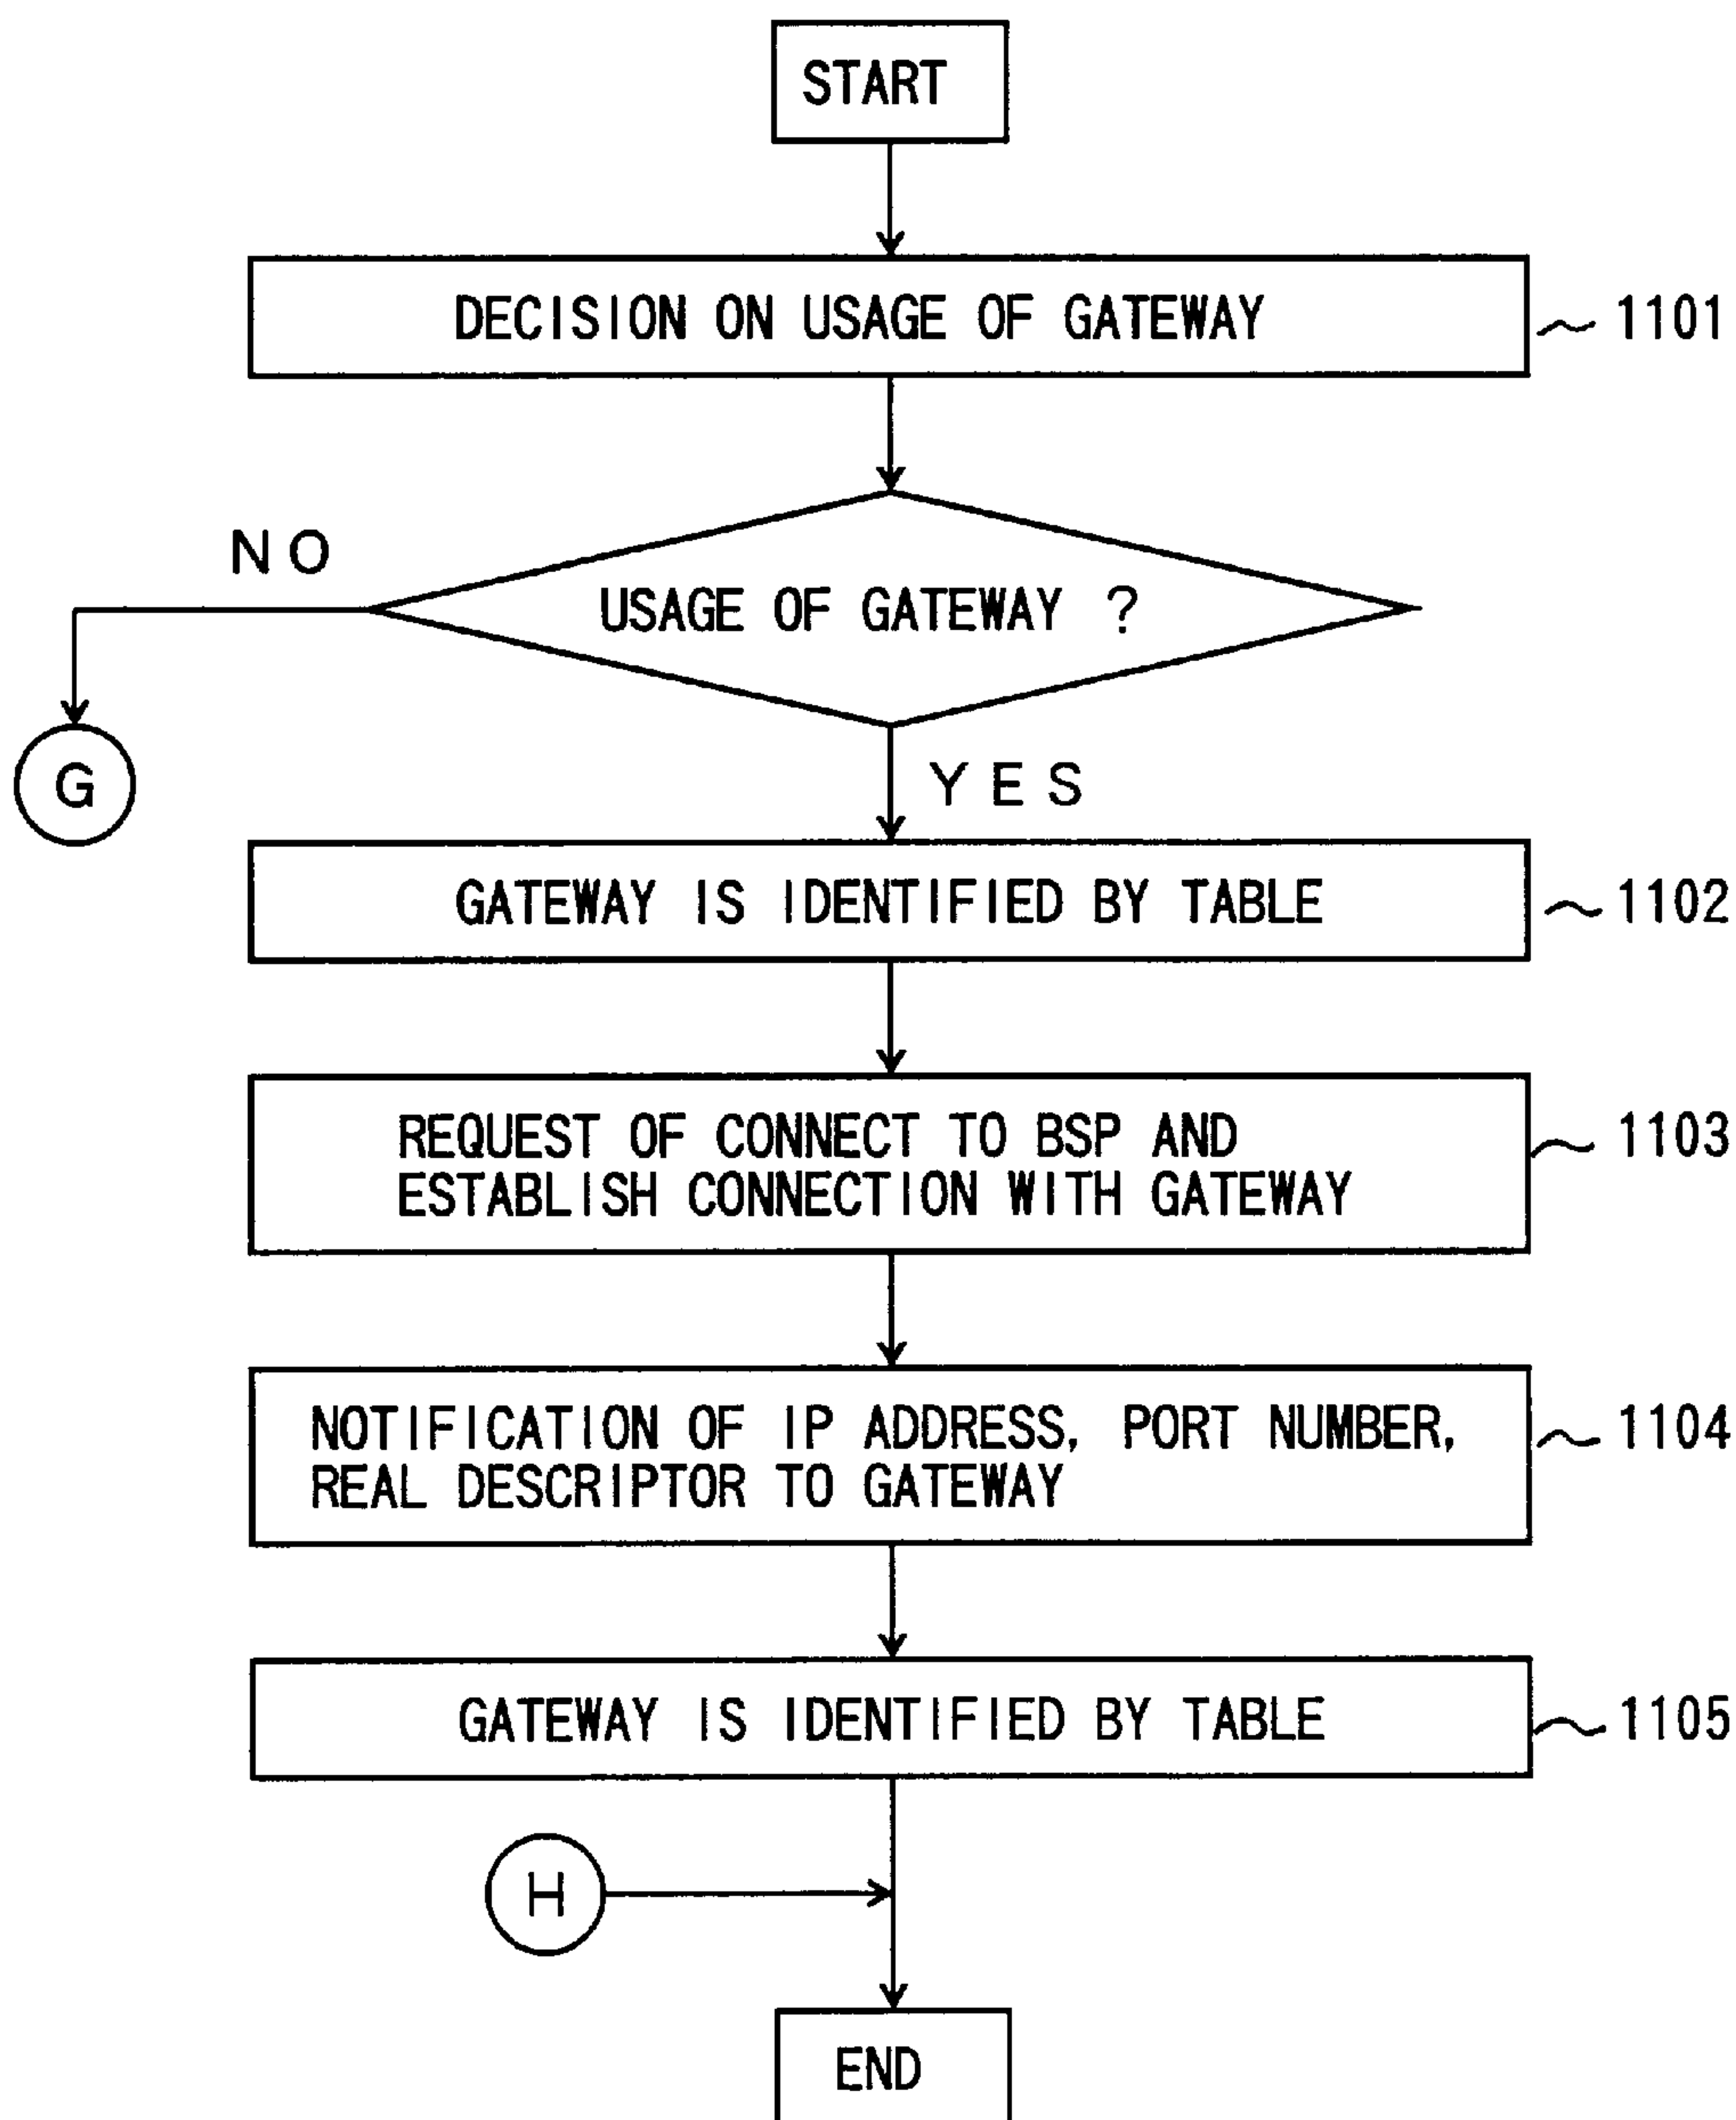 START
DECISION ON USAGE OF GATEWAY
1101
NO
USAGE OF GATEWAY ?
G
YES
GATEWAY IS IDENTIFIED BY TABLE
1102
REQUEST OF CONNECT TO BSP AND
ESTABLISH CONNECTION WITH GATEWAY
1103
NOTIFICATION OF IP ADDRESS, PORT NUMBER,
REAL DESCRIPTOR TO GATEWAY
1104
GATEWAY IS IDENTIFIED BY TABLE
1105
H
END